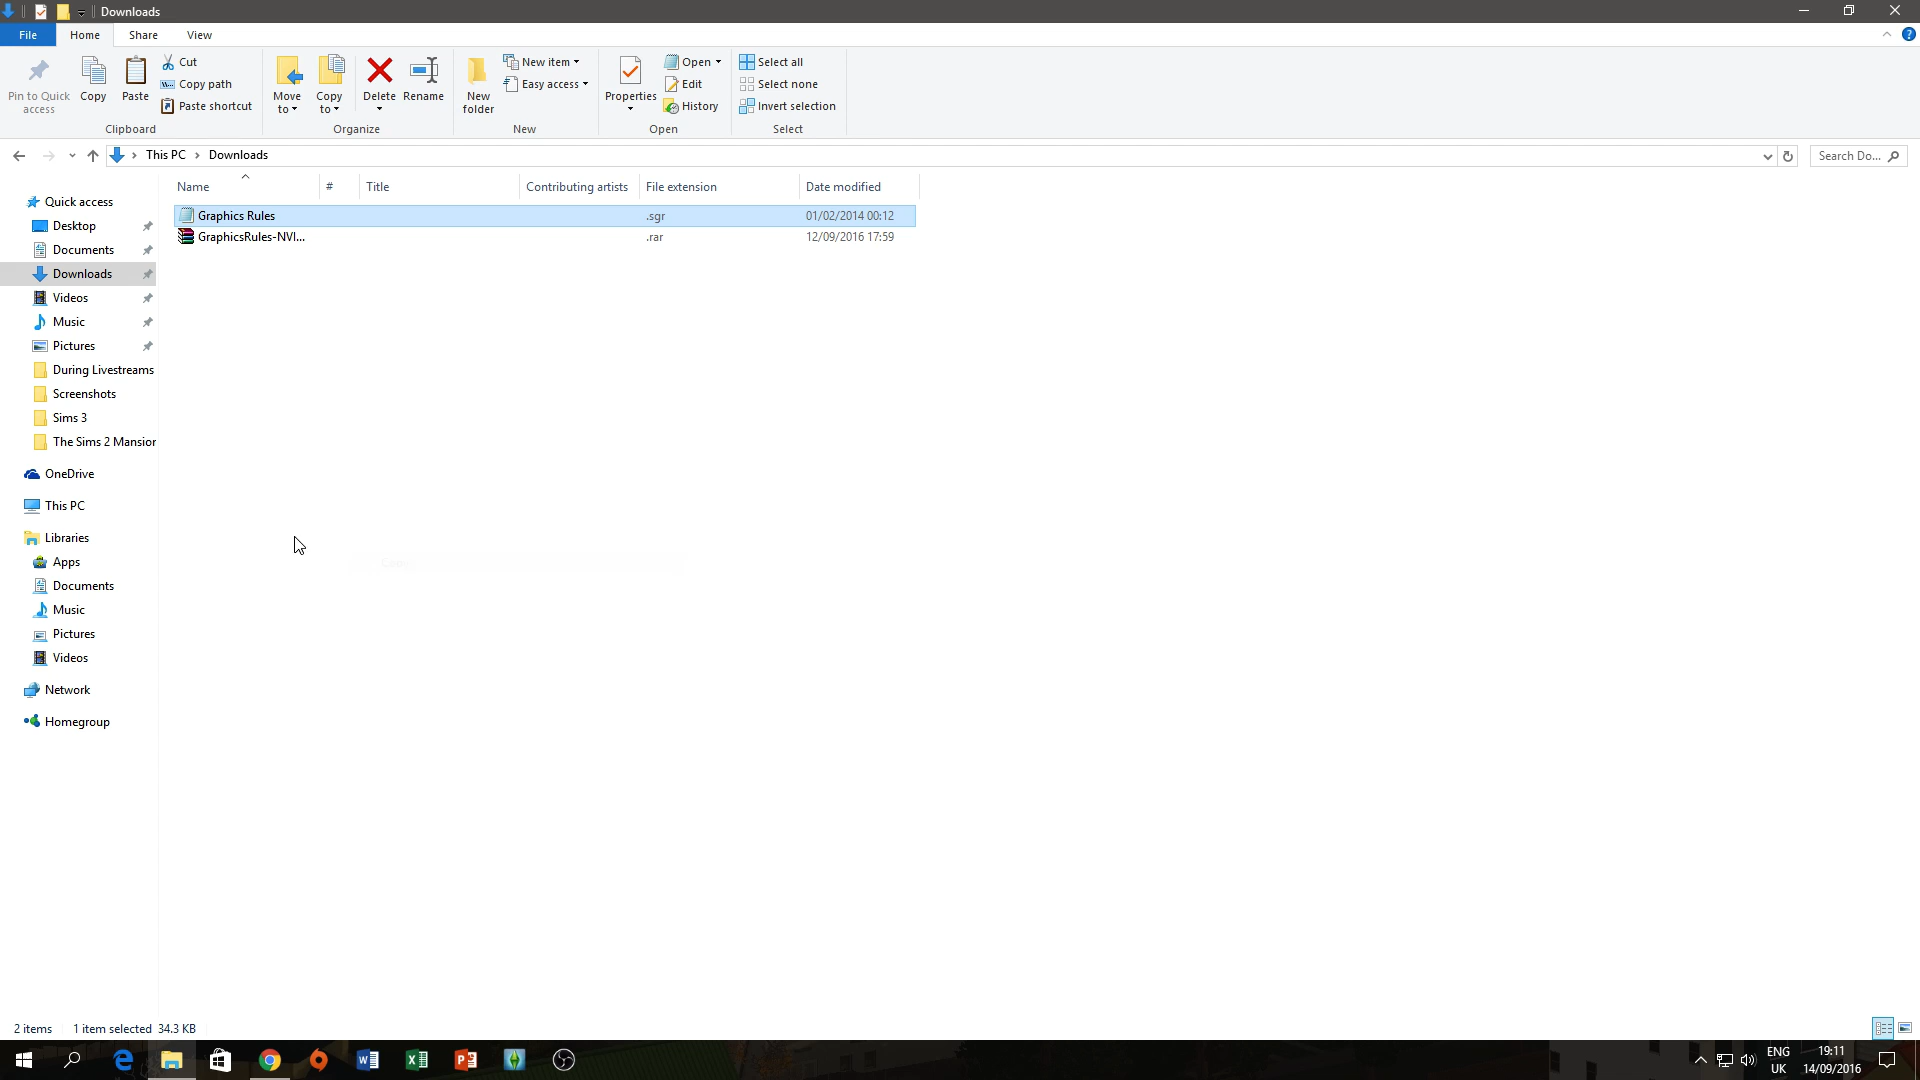 Downloads
File
Home
Share
View
Pin to Quick access
Copy
Paste
Cut
Copy path
Paste shortcut
Clipboard
Move to
Copy to
Delete
Rename
Organize
New folder
New item
Easy access
New
Properties
Open
Edit
History
Open
Select all
Select none
Invert selection
Select
This PC > Downloads
Search Do...
Name
#
Title
Contributing artists
File extension
Date modified
Graphics Rules .sgr 01/02/2014 00:12
GraphicsRules-NVI... .rar 12/09/2016 17:59
Quick access
Desktop
Documents
Downloads
Videos
Music
Pictures
During Livestreams
Screenshots
Sims 3
The Sims 2 Mansion
OneDrive
This PC
Libraries
Apps
Documents
Music
Pictures
Videos
Network
Homegroup
2 items 1 item selected 34.3 KB
ENG
UK
19:11
14/09/2016